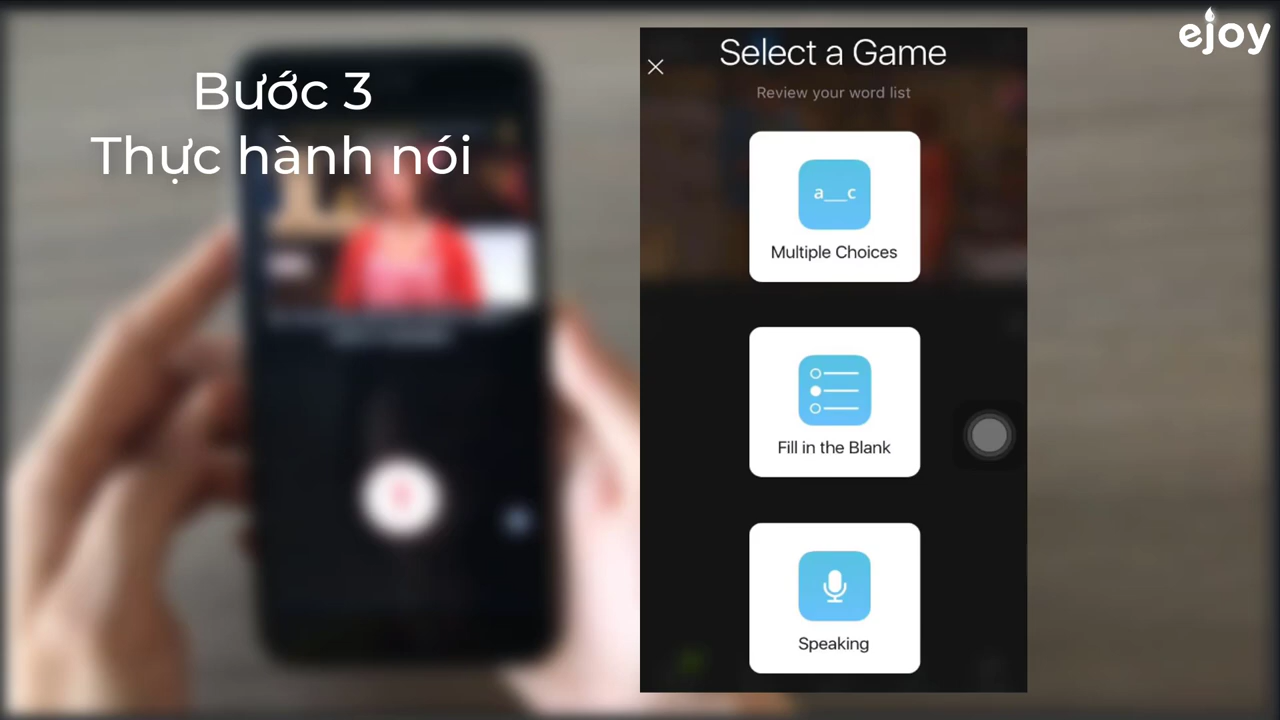 ejoy
Bước 3
Thực hành nói
Select a Game
Review your word list
a__c
Multiple Choices
Fill in the Blank
Speaking